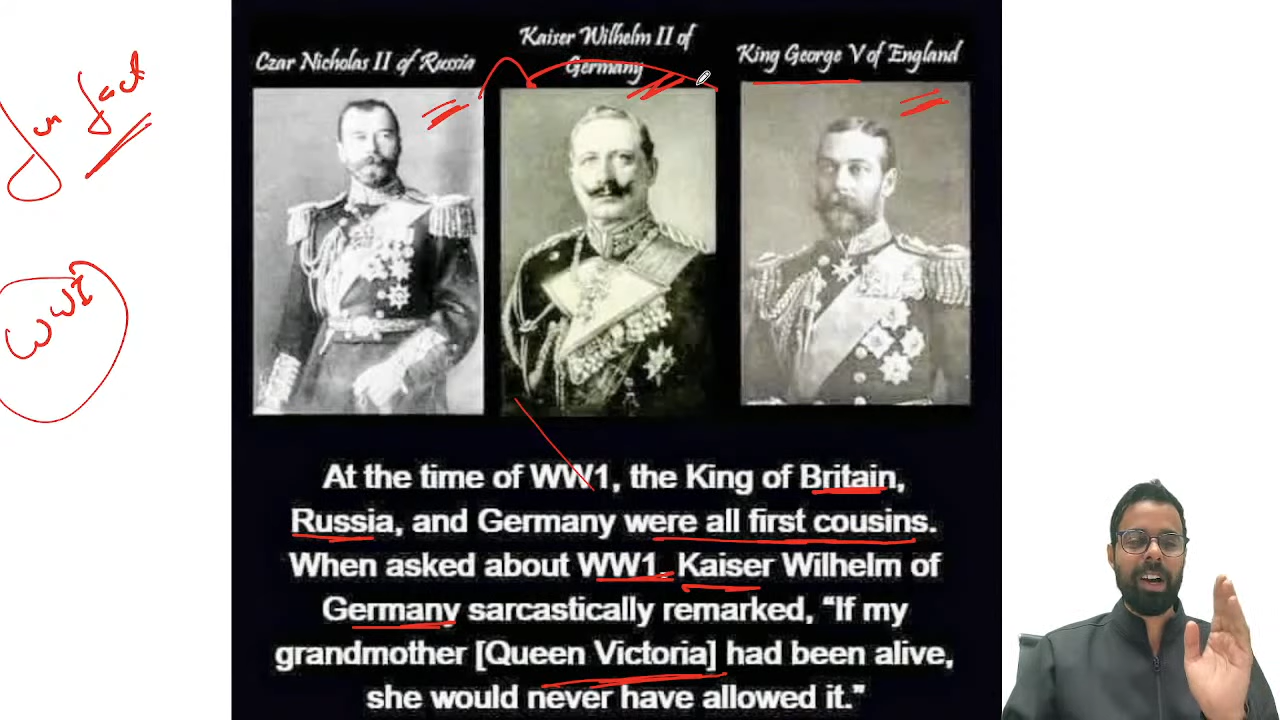 Czar Nicholas II of Russia
Kaiser Wilhelm II of
Germany
King George V of England
fact
WWI
At the time of WW1, the King of Britain,
Russia, and Germany were all first cousins.
When asked about WW1, Kaiser Wilhelm of
Germany sarcastically remarked, “If my
grandmother [Queen Victoria] had been alive,
she would never have allowed it.”